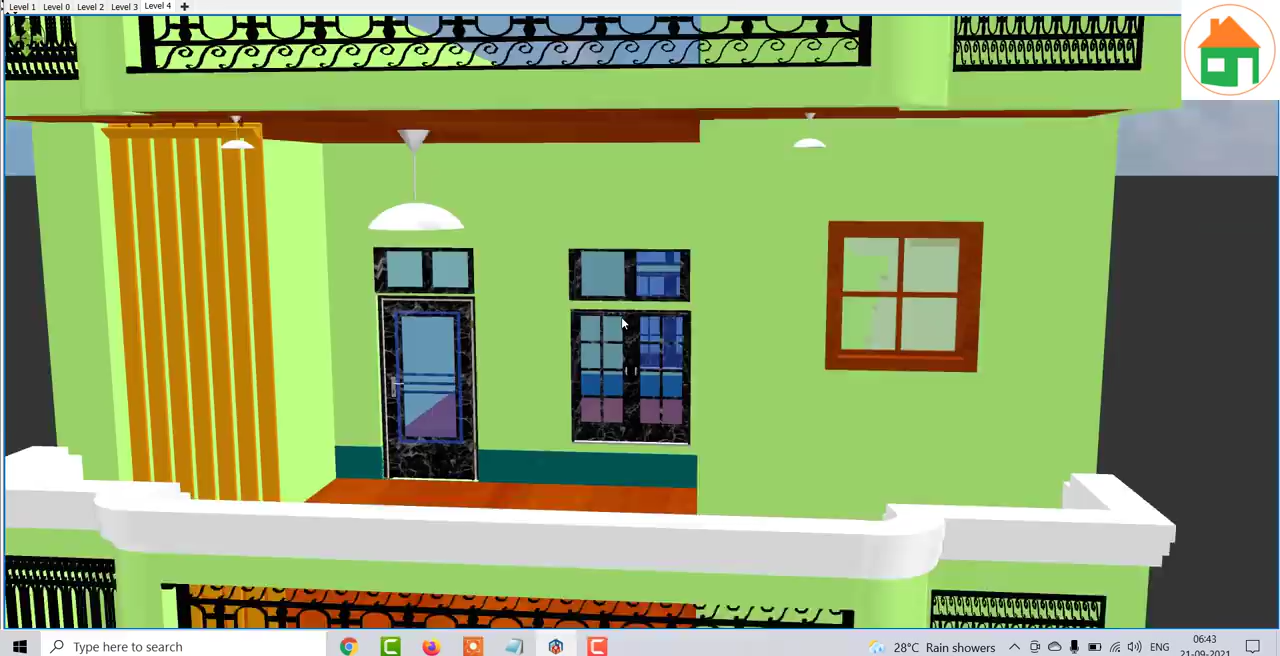 Level 1 Level 0 Level 2 Level 3 Level 4
Type here to search
28°C Rain showers
ENG
06:43
21-09-2021